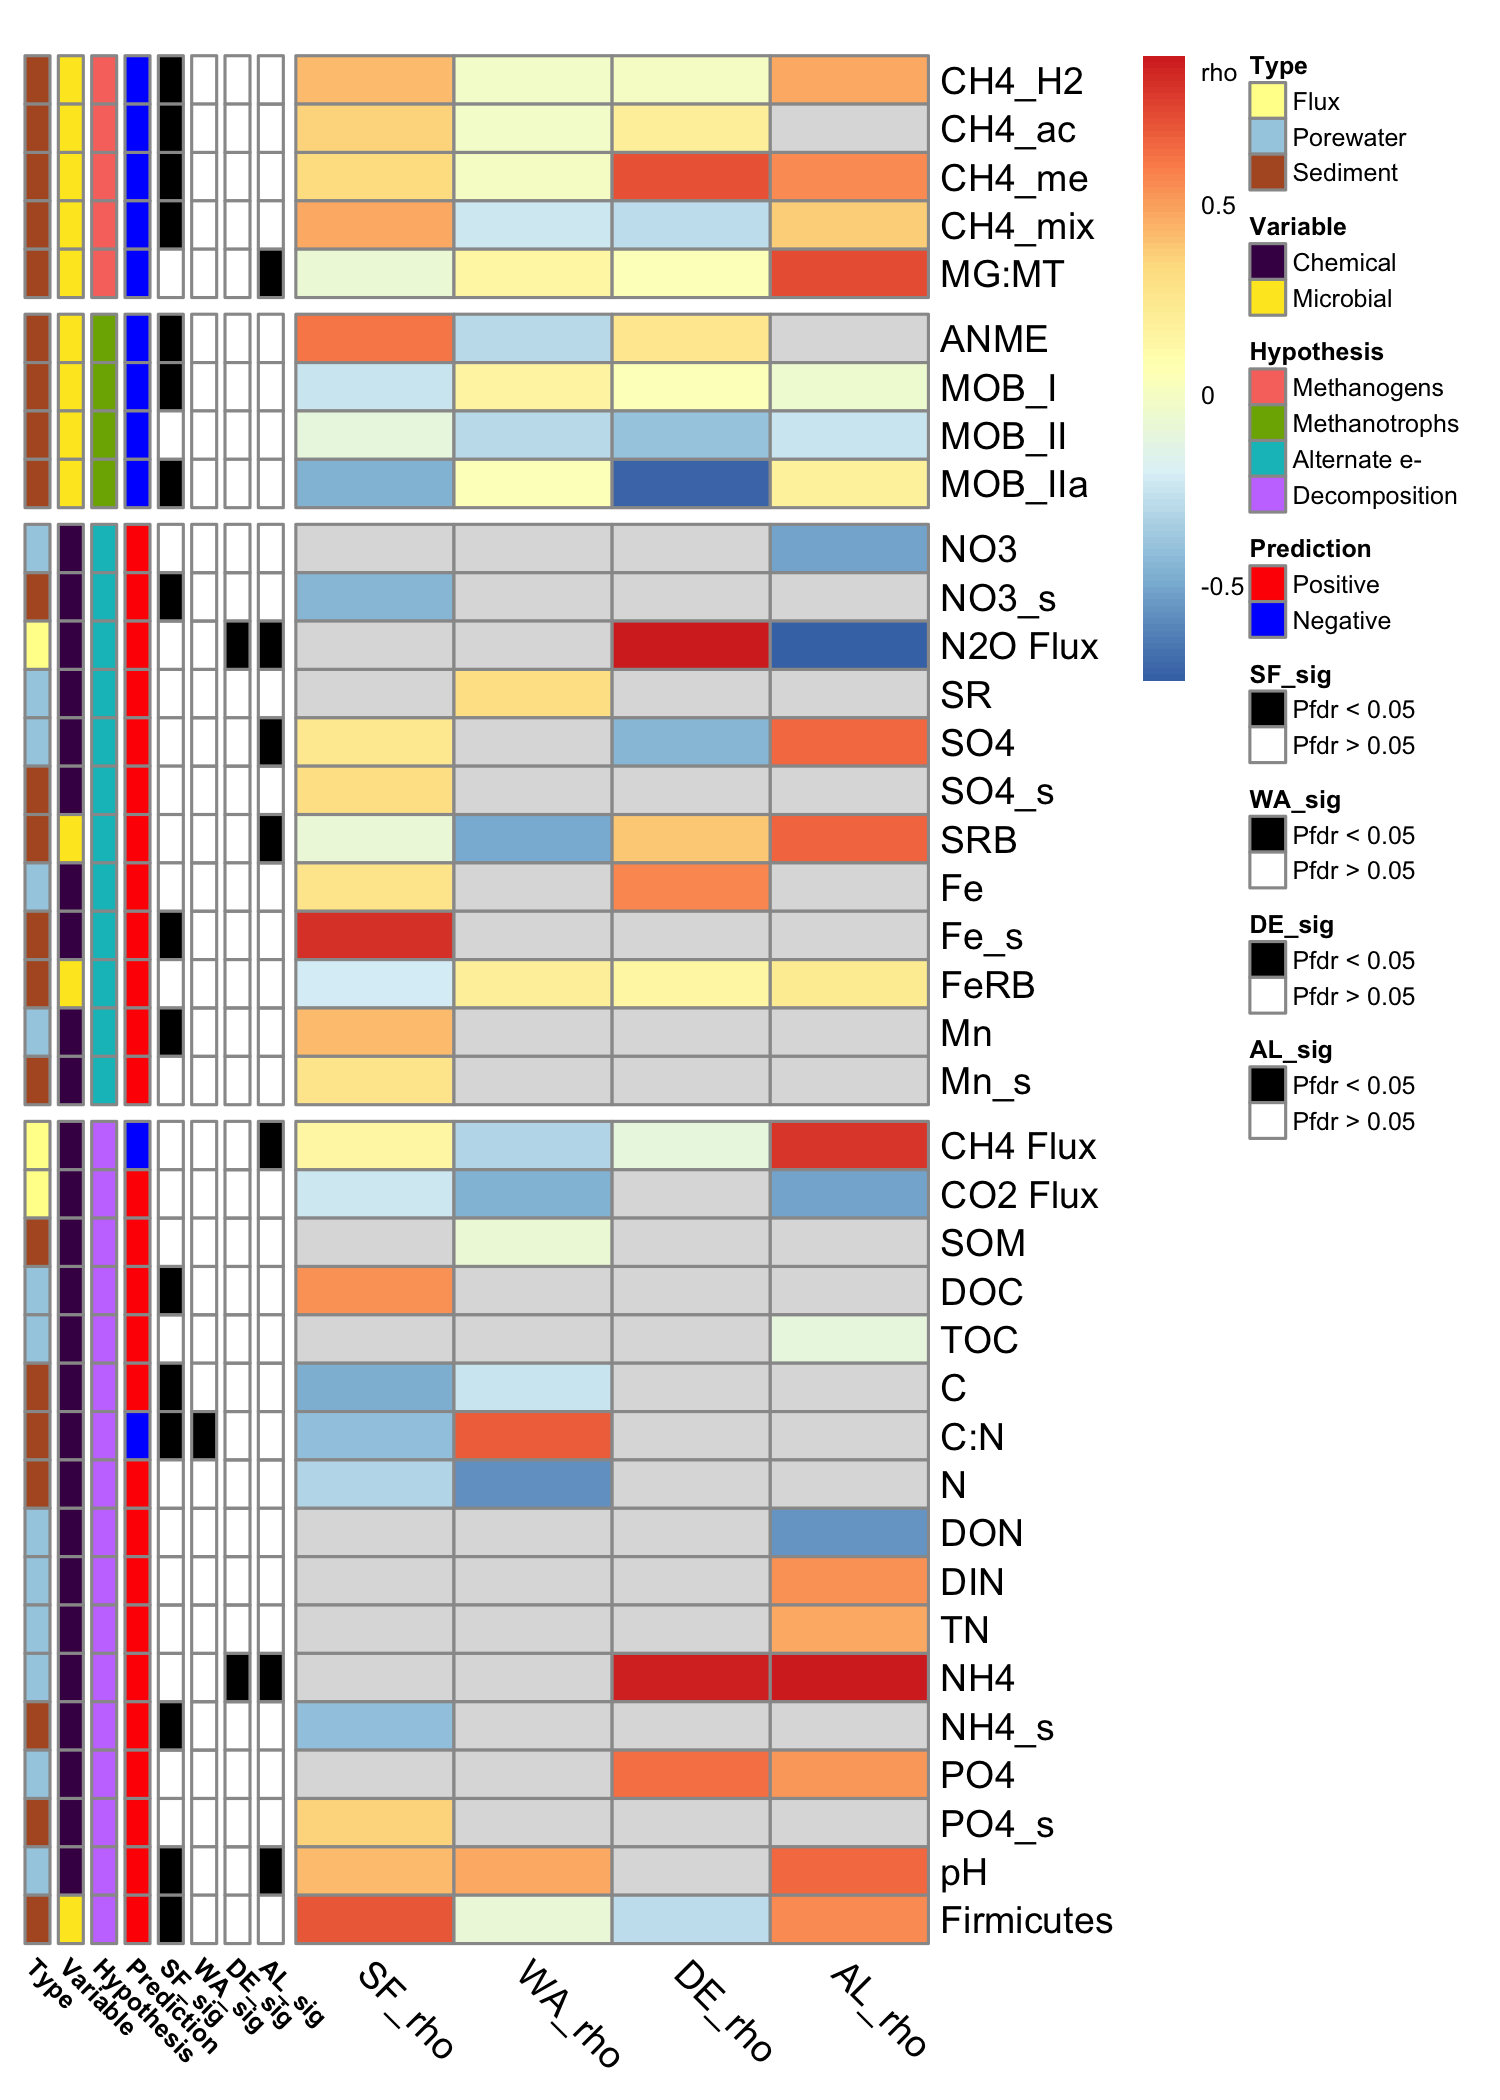 CH4_H2
CH4_ac
CH4_me
CH4_mix
MG:MT
ANME
MOB_I
MOB_II
MOB_IIa
NO3
NO3_s
N2O Flux
SR
SO4
SO4_s
SRB
Fe
Fe_s
FeRB
Mn
Mn_s
CH4 Flux
CO2 Flux
SOM
DOC
TOC
C
C:N
N
DON
DIN
TN
NH4
NH4_s
PO4
PO4_s
pH
Firmicutes
Type
Variable
Hypothesis
Prediction
SF_sig
WA_sig
DE_sig
AL_sig
SF_rho
WA_rho
DE_rho
AL_rho
rho
0.5
0
-0.5
Type
Flux
Porewater
Sediment
Variable
Chemical
Microbial
Hypothesis
Methanogens
Methanotrophs
Alternate e-
Decomposition
Prediction
Positive
Negative
SF_sig
Pfdr < 0.05
Pfdr > 0.05
WA_sig
Pfdr < 0.05
Pfdr > 0.05
DE_sig
Pfdr < 0.05
Pfdr > 0.05
AL_sig
Pfdr < 0.05
Pfdr > 0.05